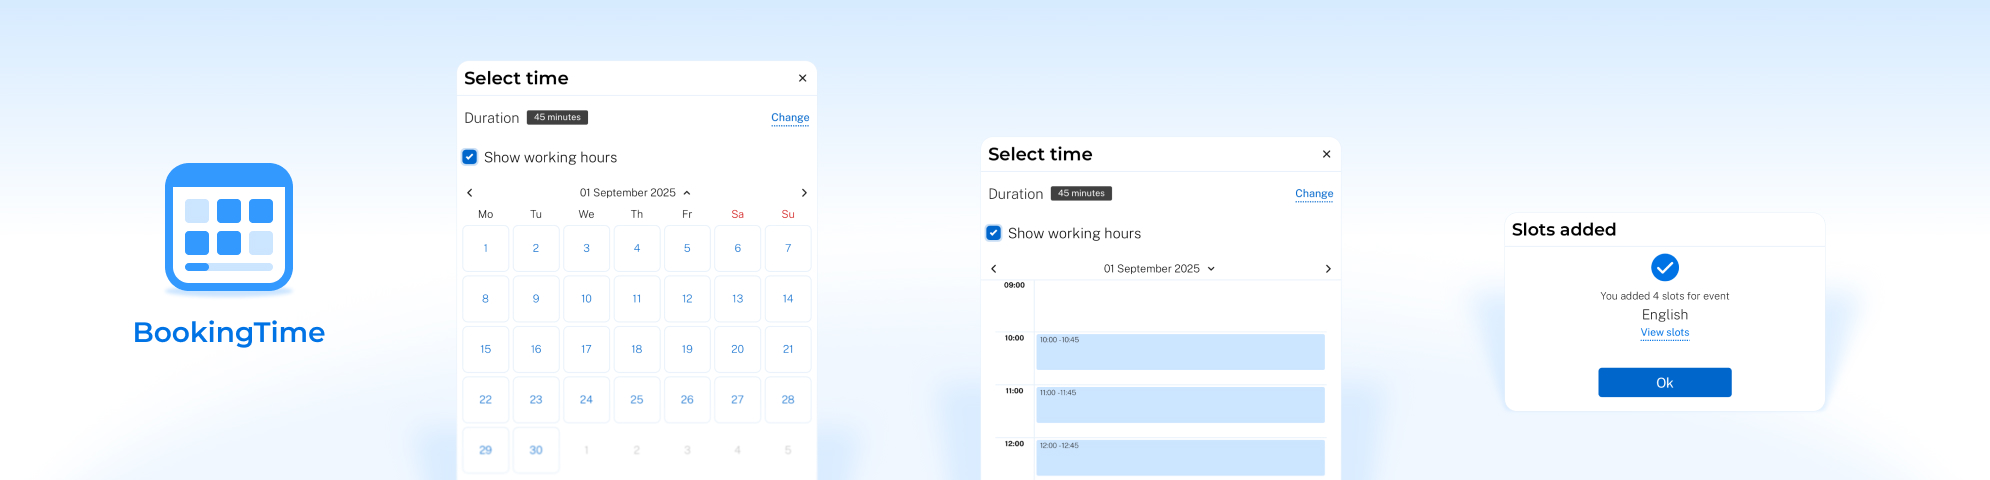 BookingTime
Select time
Duration 45 minutes Change
Show working hours
01 September 2025
Mo Tu We Th Fr Sa Su
1 2 3 4 5 6 7
8 9 10 11 12 13 14
15 16 17 18 19 20 21
22 23 24 25 26 27 28
29 30 1 2 3 4 5
Select time
Duration 45 minutes Change
Show working hours
01 September 2025
09:00
10:00 10:00 -10:45
11:00 11:00 -11:45
12:00 12:00 -12:45
Slots added
You added 4 slots for event
English
View slots
Ok